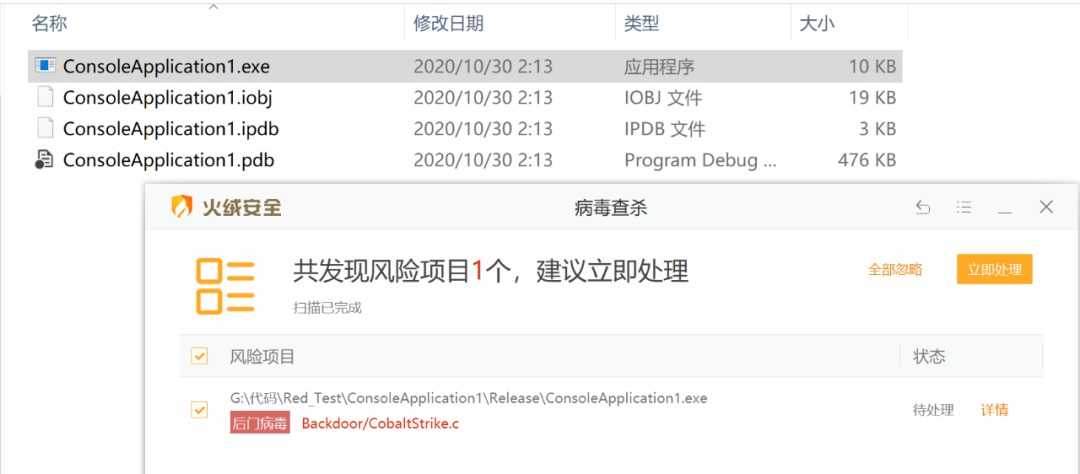 名称 修改日期 类型 大小
ConsoleApplication1.exe 2020/10/30 2:13 应用程序 10 KB
ConsoleApplication1.iobj 2020/10/30 2:13 IOBJ 文件 19 KB
ConsoleApplication1.ipdb 2020/10/30 2:13 IPDB 文件 3 KB
ConsoleApplication1.pdb 2020/10/30 2:13 Program Debug ... 476 KB
火绒安全 病毒查杀
共发现风险项目1个，建议立即处理 全部忽略 立即处理
扫描已完成
风险项目 状态
G:\代码\Red_Test\ConsoleApplication1\Release\ConsoleApplication1.exe
后门病毒 Backdoor/CobaltStrike.c 待处理 详情